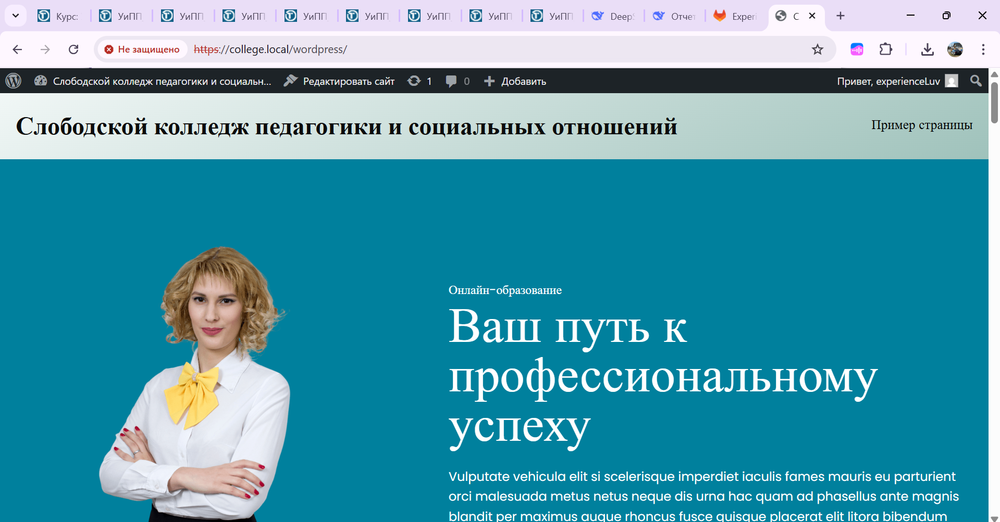 Курс:
УиПП
УиПП
УиПП
УиПП
УиПП
УиПП
УиПП
УиПП
DeepS
Отчет
Experi
С
Не защищено
https://college.local/wordpress/
Слободской колледж педагогики и социальн...
Редактировать сайт
1
0
Добавить
Привет, experienceLuv
Слободской колледж педагогики и социальных отношений
Пример страницы
Онлайн-образование
Ваш путь к
профессиональному
успеху
Vulputate vehicula elit si scelerisque imperdiet iaculis fames mauris eu parturient
orci malesuada metus netus neque dis urna hac quam ad phasellus ante magnis
blandit per maximus augue rhoncus fusce quisque placerat elit litora bibendum